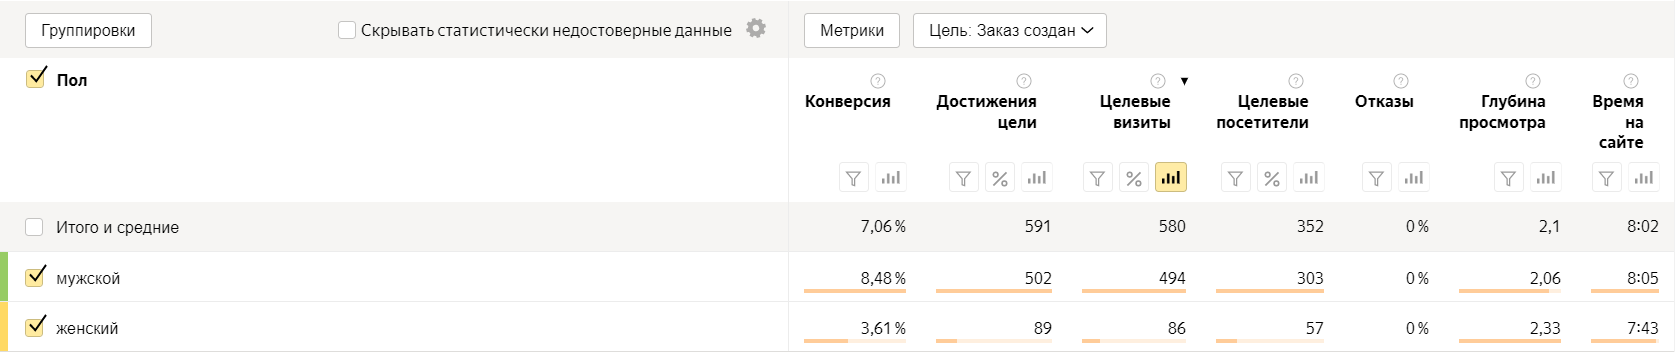 Группировки Скрывать статистически недостоверные данные Метрики Цель: Заказ создан
Пол
Конверсия Достижения цели Целевые визиты Целевые посетители Отказы Глубина просмотра Время на сайте
Итого и средние 7,06 % 591 580 352 0 % 2,1 8:02
мужской 8,48 % 502 494 303 0 % 2,06 8:05
женский 3,61 % 89 86 57 0 % 2,33 7:43